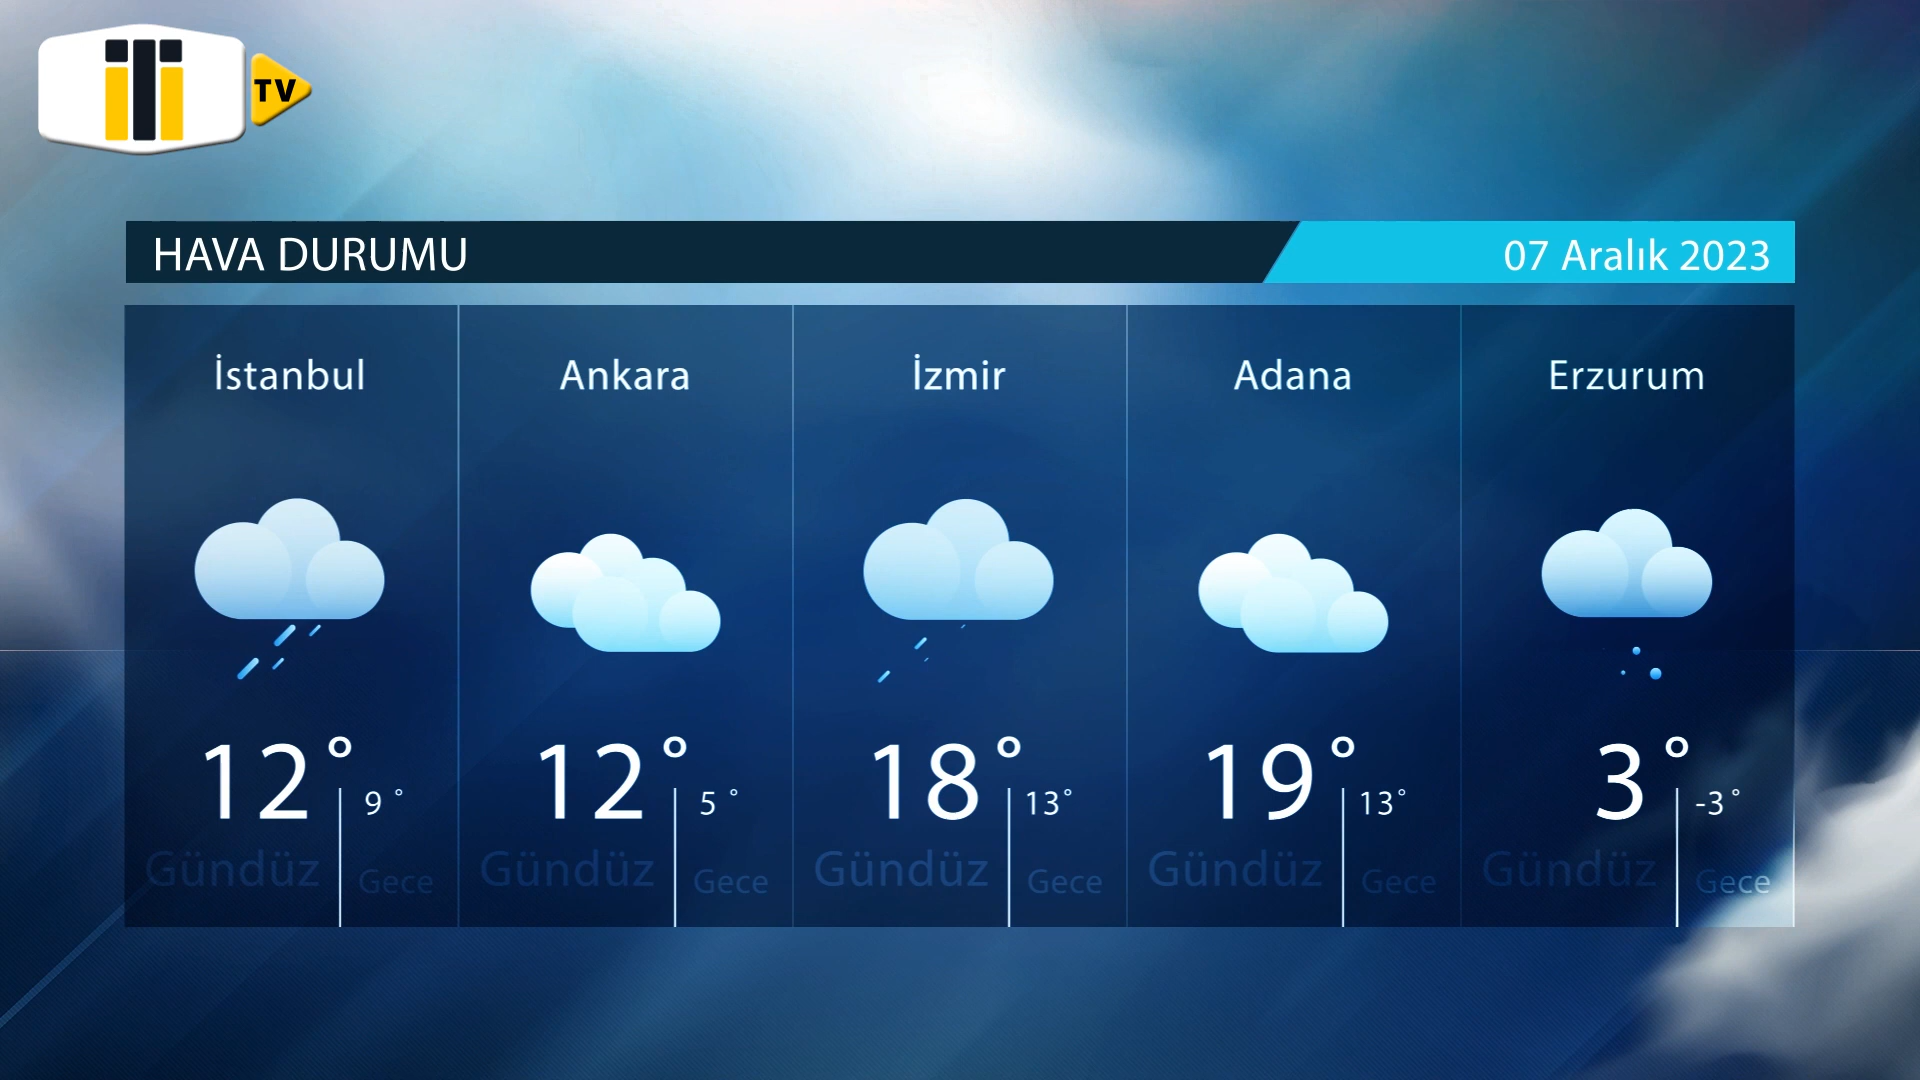 iTi TV
HAVA DURUMU
07 Aralık 2023
İstanbul
12°
9 °
Gündüz
Gece
Ankara
12°
5 °
Gündüz
Gece
İzmir
18°
13°
Gündüz
Gece
Adana
19°
13°
Gündüz
Gece
Erzurum
3°
-3 °
Gündüz
Gece